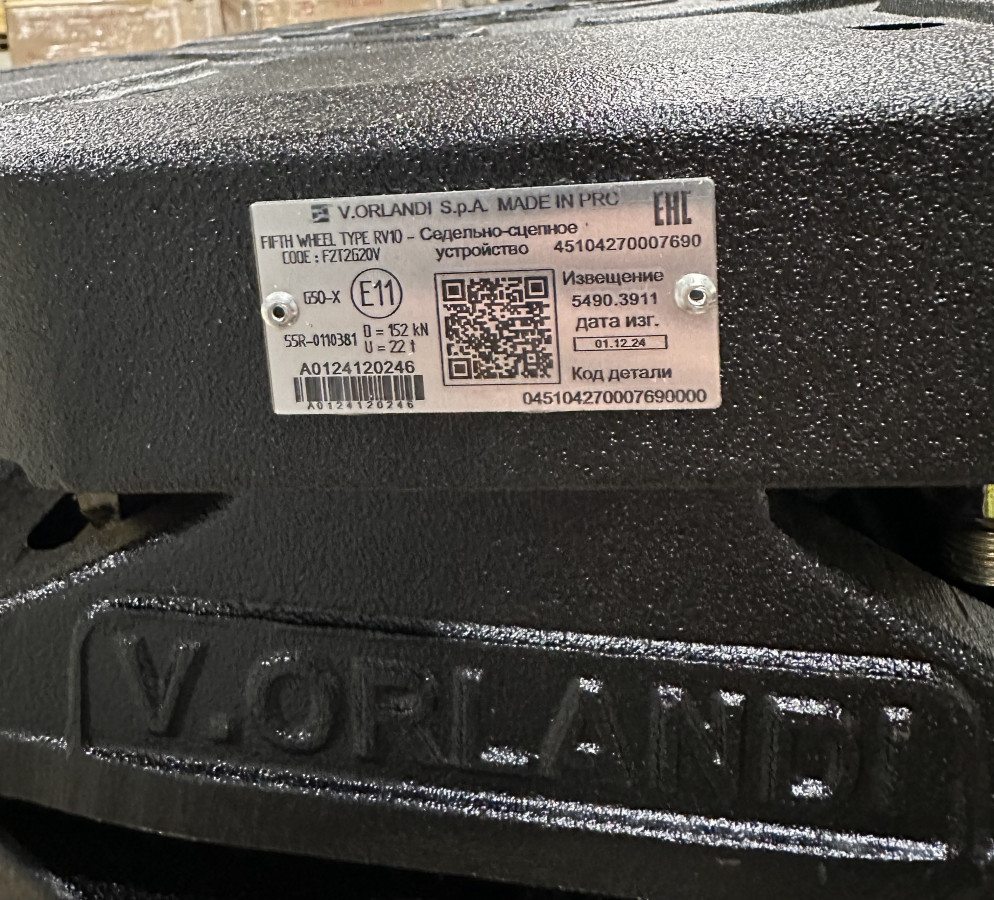 V.ORLANDI S.p.A. MADE IN PRC EAC
FIFTH WHEEL TYPE RV10 – Седельно-сцепное
CODE : F2T2G20V устройство 45104270007690
G50-X E11 Извещение
5490.3911
55R-0110381 D = 152 kN дата изг.
U = 22 t 01.12.24
A0124120246 Код детали
A0124120246 045104270007690000
V.ORLANDI